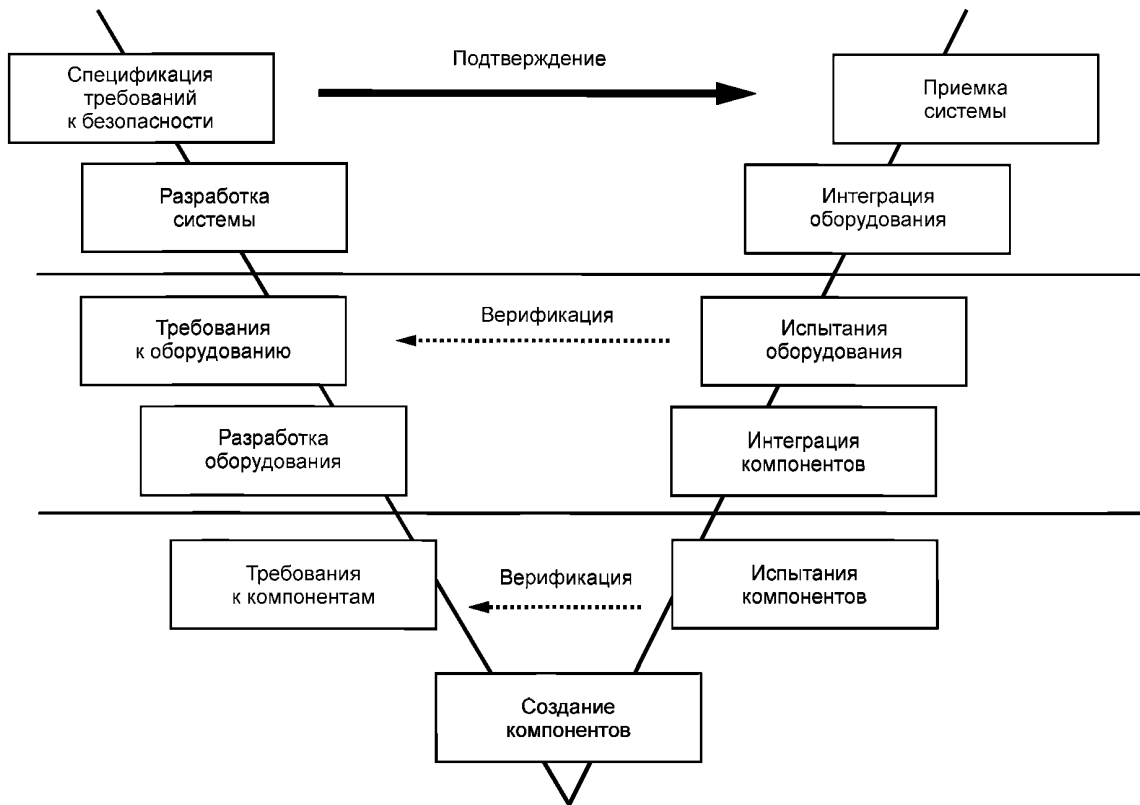 Спецификация
требований
к безопасности
Подтверждение
Приемка
системы
Разработка
системы
Интеграция
оборудования
Требования
к оборудованию
Верификация
Испытания
оборудования
Разработка
оборудования
Интеграция
компонентов
Требования
к компонентам
Верификация
Испытания
компонентов
Создание
компонентов